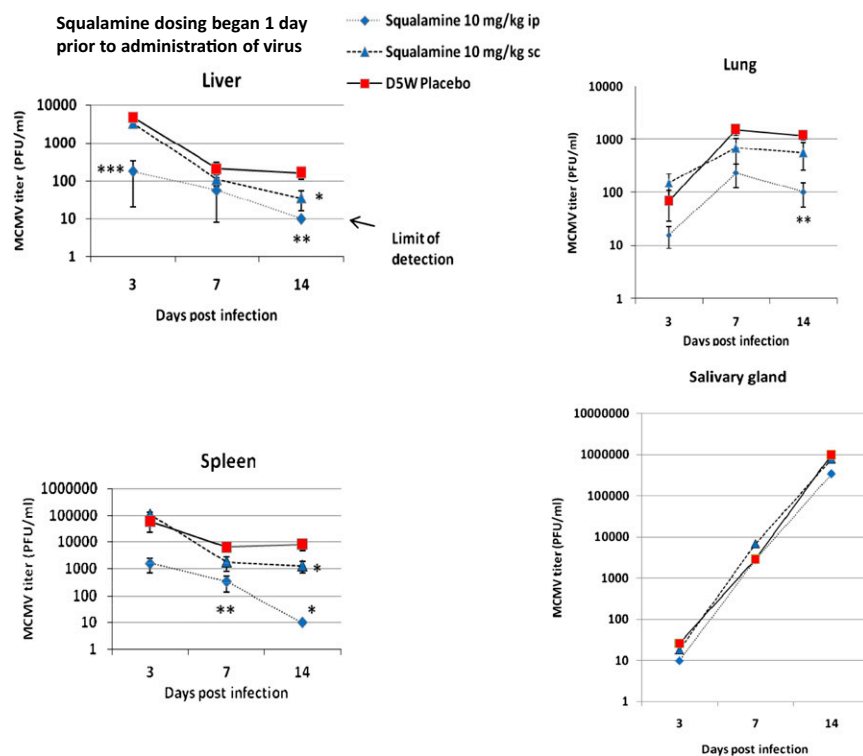 Squalamine dosing began 1 day
prior to administration of virus
Squalamine 10 mg/kg ip
Squalamine 10 mg/kg sc
D5W Placebo
Liver
MCMV titer (PFU/ml)
10000
1000
100
10
1
***
*
**
Limit of
detection
3 7 14
Days post infection
Lung
MCMV titer (PFU/ml)
10000
1000
100
10
1
**
3 7 14
Days post infection
Spleen
MCMV titer (PFU/ml)
1000000
100000
10000
1000
100
10
1
*
**
*
3 7 14
Days post infection
Salivary gland
MCMV titer (PFU/ml)
10000000
1000000
100000
10000
1000
100
10
1
3 7 14
Days post infection